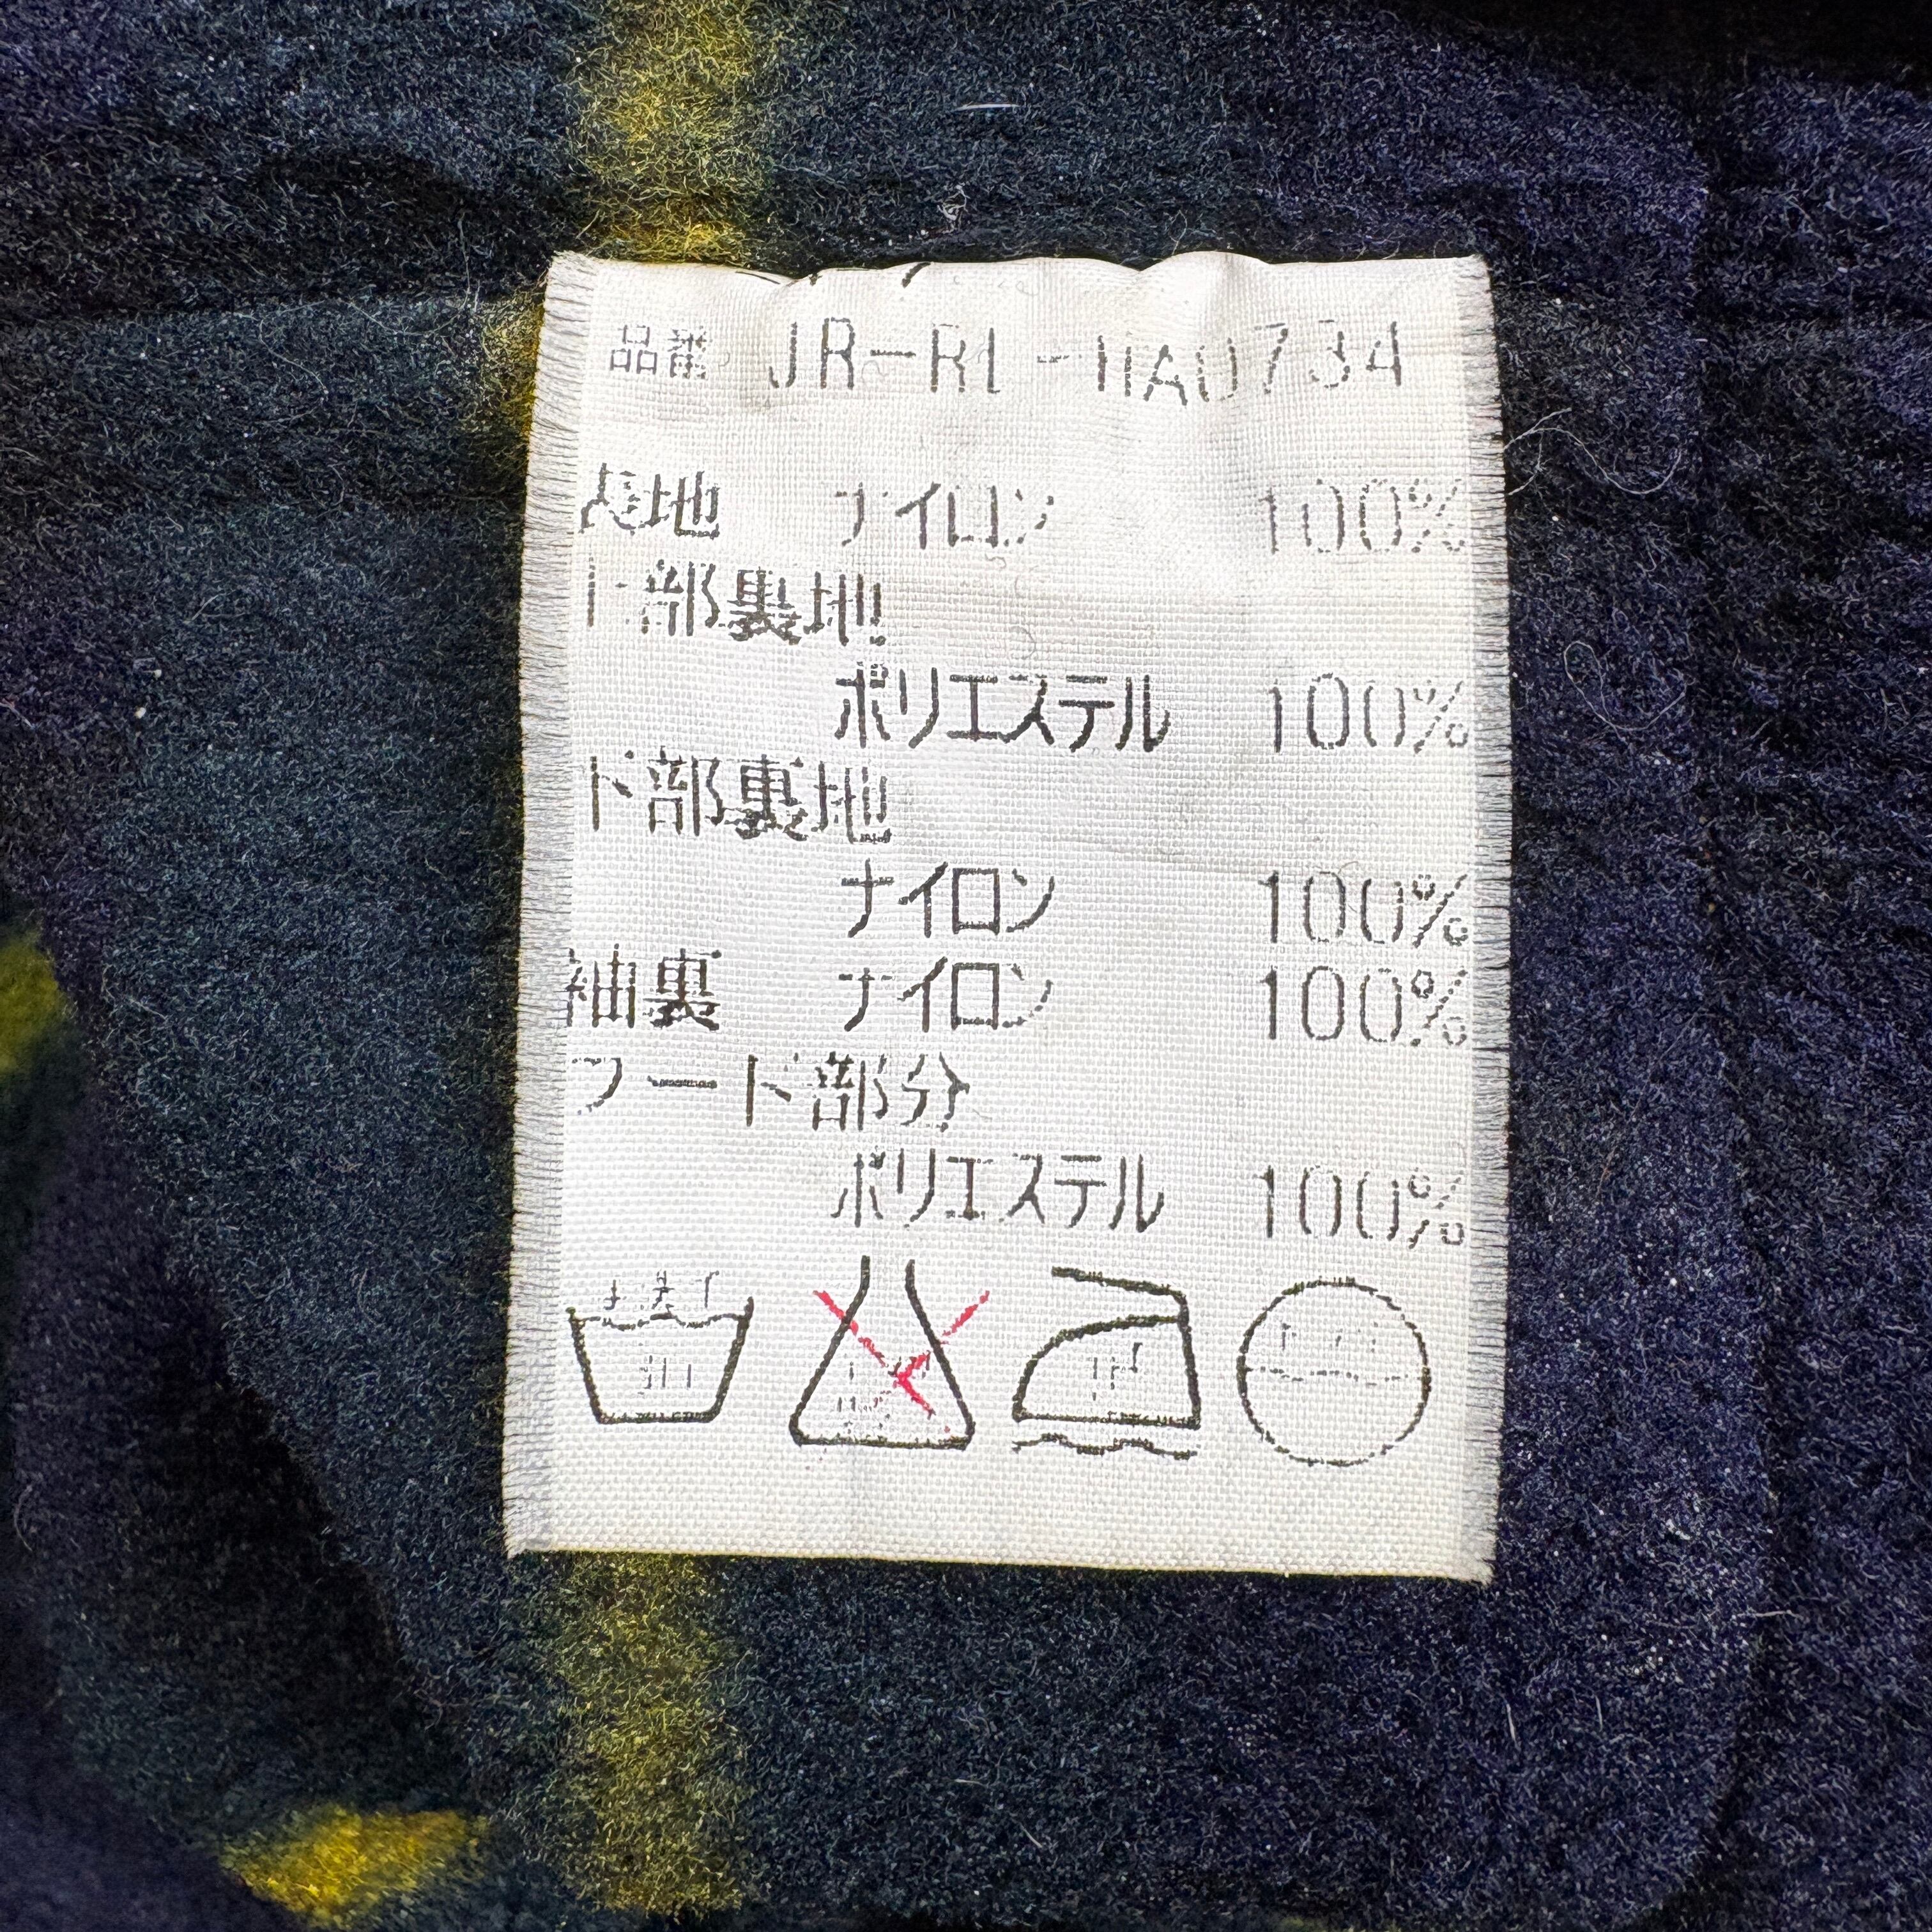 品番 JR-RL-HA0734
表地 ナイロン 100%
上部裏地
ポリエステル 100%
下部裏地
ナイロン 100%
袖裏 ナイロン 100%
フード部分
ポリエステル 100%